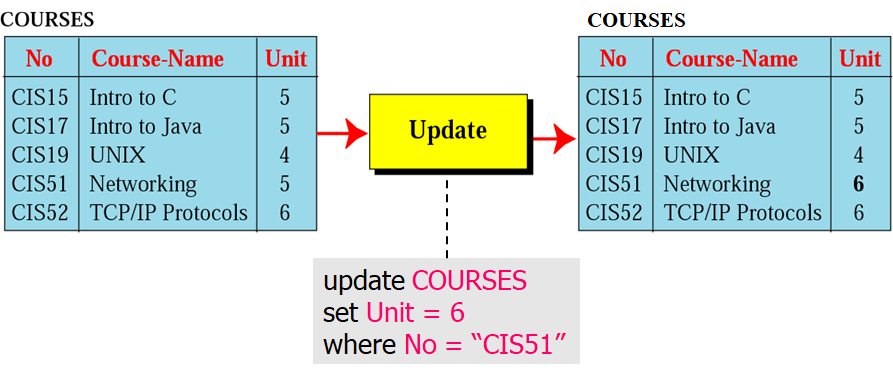 COURSES
No Course-Name Unit
CIS15 Intro to C 5
CIS17 Intro to Java 5
CIS19 UNIX 4
CIS51 Networking 5
CIS52 TCP/IP Protocols 6
Update
COURSES
No Course-Name Unit
CIS15 Intro to C 5
CIS17 Intro to Java 5
CIS19 UNIX 4
CIS51 Networking 6
CIS52 TCP/IP Protocols 6
update COURSES
set Unit = 6
where No = “CIS51”